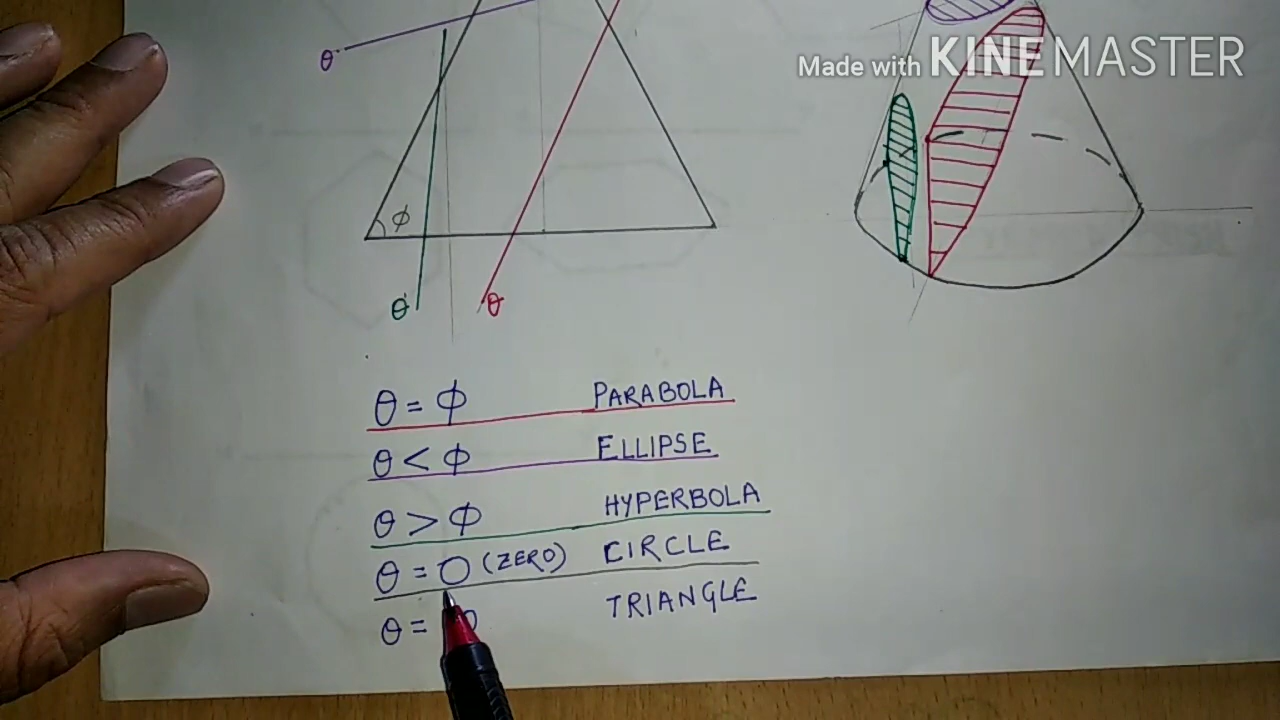 Made with KINEMASTER
θ
φ
θ
θ
θ = φ PARABOLA
θ < φ ELLIPSE
θ > φ HYPERBOLA
θ = 0 (ZERO) CIRCLE
θ = TRIANGLE